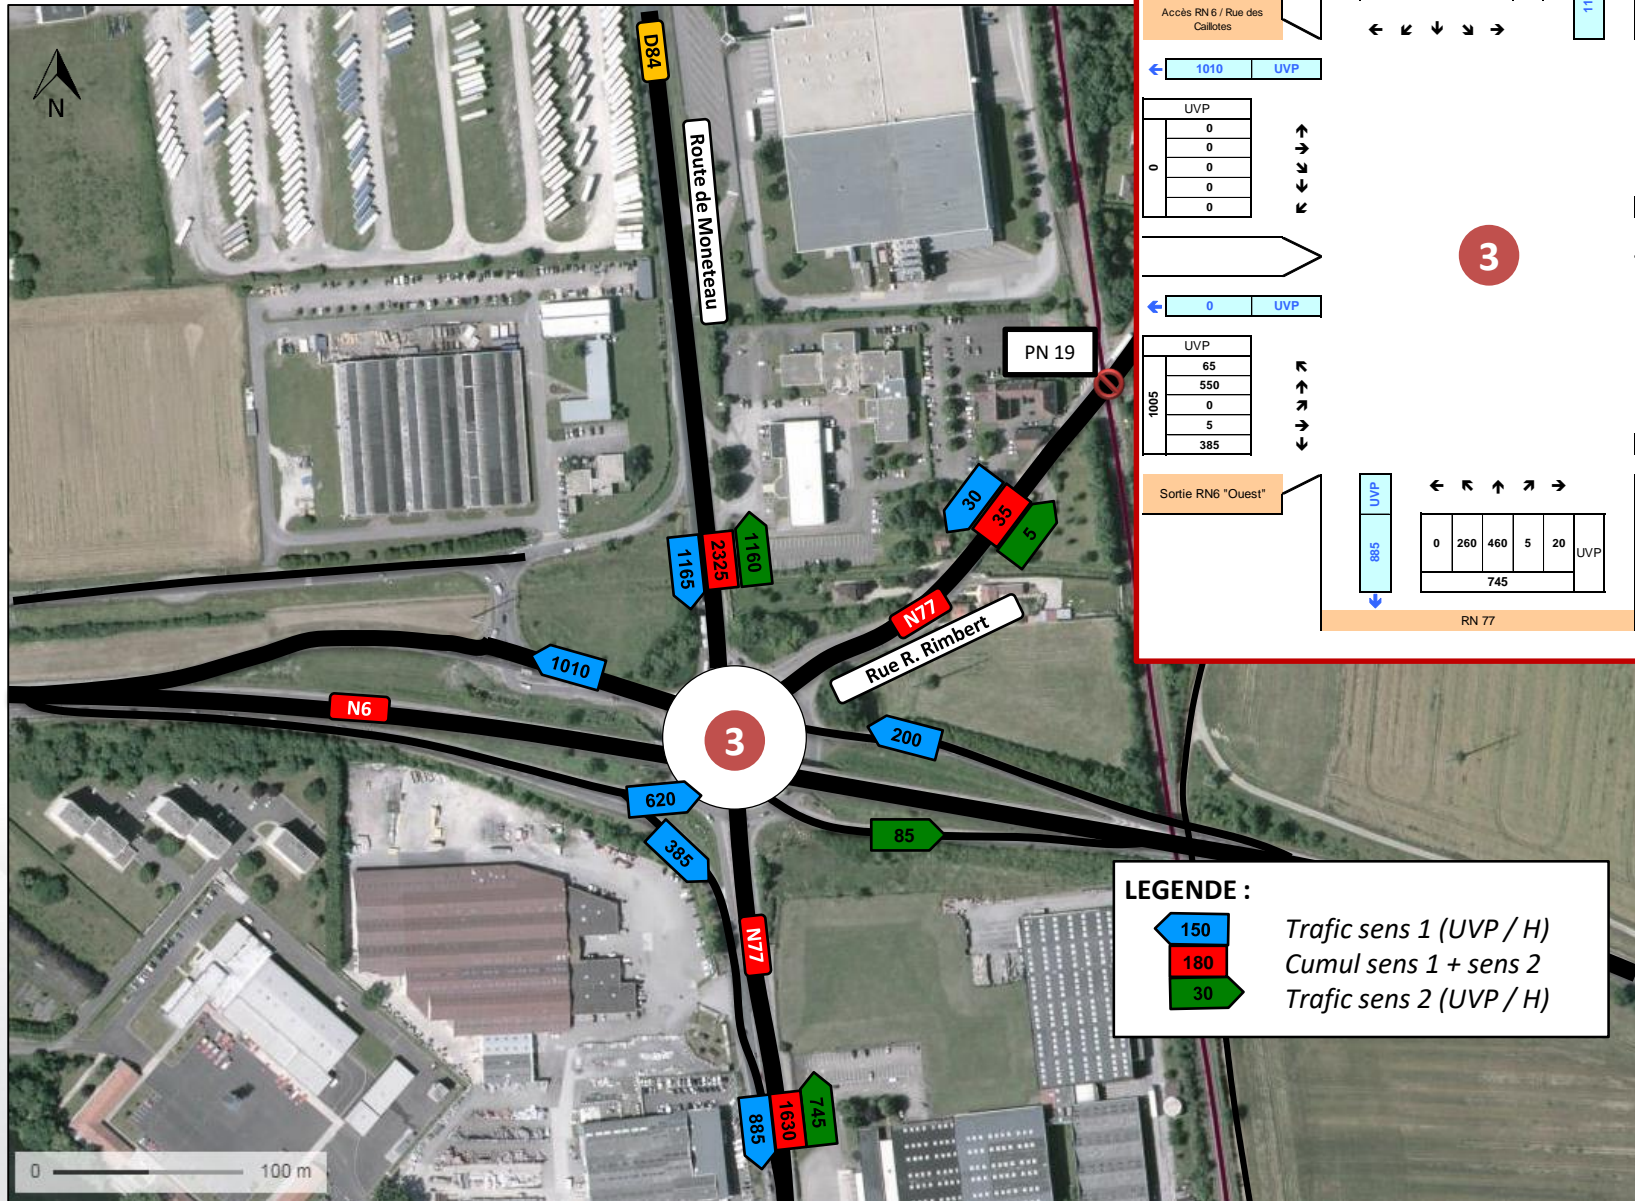 N
D84
Route de Moneteau
PN 19
30
35
5
1165
2325
1160
N77
Rue R. Rimbert
1010
N6
3
200
620
385
85
N77
885
1630
745
0 100 m
LEGENDE :
150 Trafic sens 1 (UVP / H)
180 Cumul sens 1 + sens 2
30 Trafic sens 2 (UVP / H)
Accès RN 6 / Rue des
Caillotes
11
1010 UVP
UVP
0
0
0
0
0
0
3
0 UVP
UVP
1005
65
550
0
5
385
Sortie RN6 "Ouest"
UVP
885
0 260 460 5 20 UVP
745
RN 77